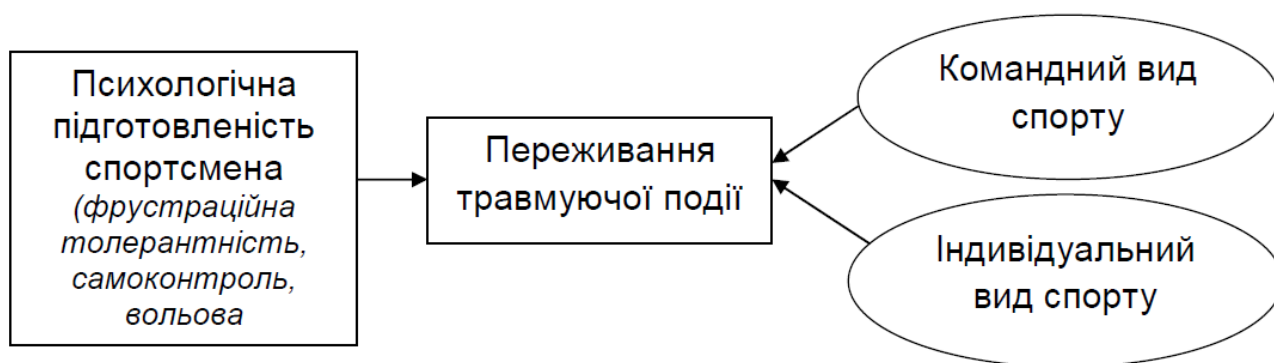 Психологічна
підготовленість
спортсмена
(фрустраційна
толерантність,
самоконтроль,
вольова
Переживання
травмуючої події
Командний вид
спорту
Індивідуальний
вид спорту